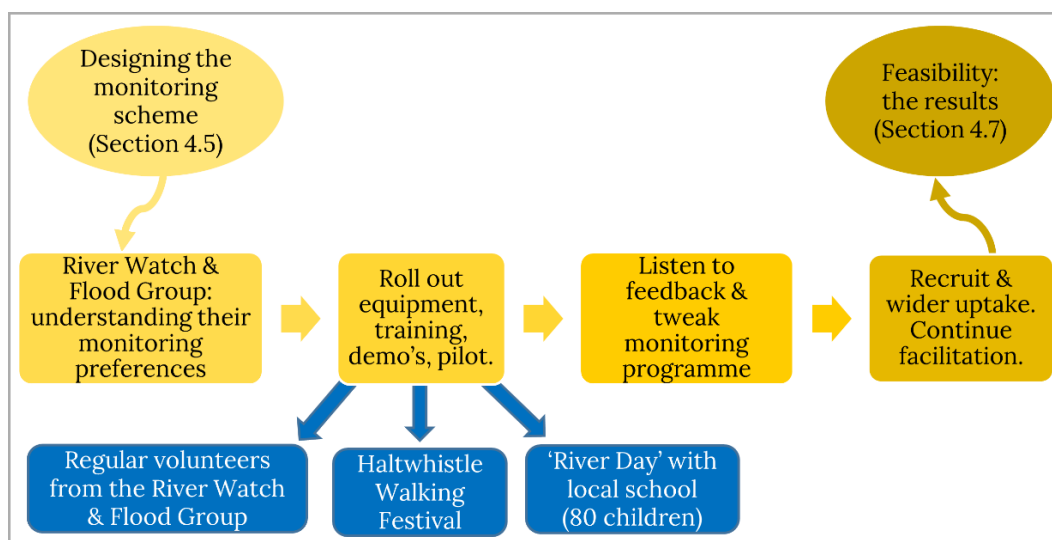 Designing the
monitoring
scheme
(Section 4.5)
Feasibility:
the results
(Section 4.7)
River Watch &
Flood Group:
understanding their
monitoring
preferences
Roll out
equipment,
training,
demo’s, pilot.
Listen to
feedback &
tweak
monitoring
programme
Recruit &
wider uptake.
Continue
facilitation.
Regular volunteers
from the River Watch
& Flood Group
Haltwhistle
Walking
Festival
‘River Day’ with
local school
(80 children)